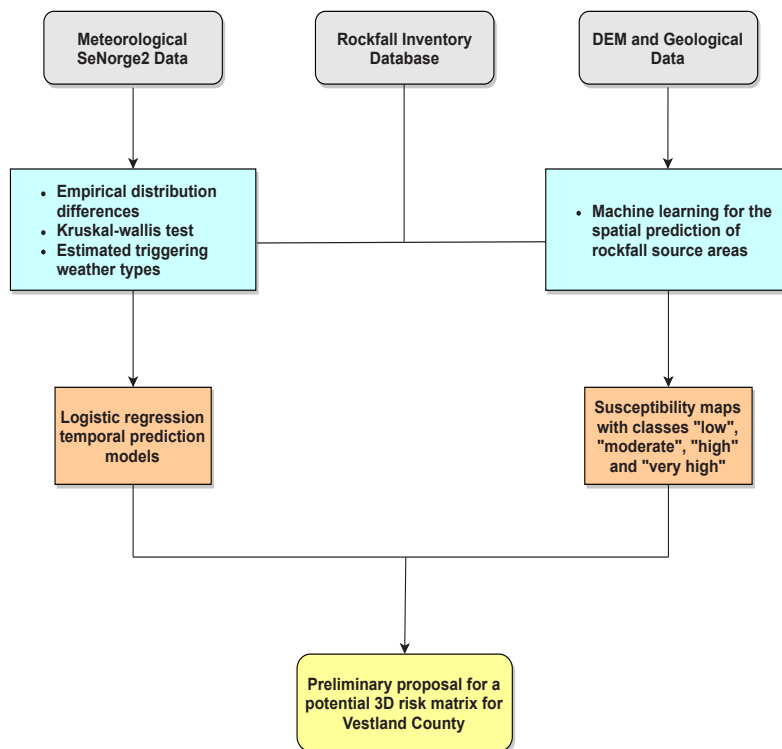 Meteorological
SeNorge2 Data
Rockfall Inventory
Database
DEM and Geological
Data
• Empirical distribution
differences
• Kruskal-wallis test
• Estimated triggering
weather types
• Machine learning for the
spatial prediction of
rockfall source areas
Logistic regression
temporal prediction
models
Susceptibility maps
with classes "low",
"moderate", "high"
and "very high"
Preliminary proposal for a
potential 3D risk matrix for
Vestland County